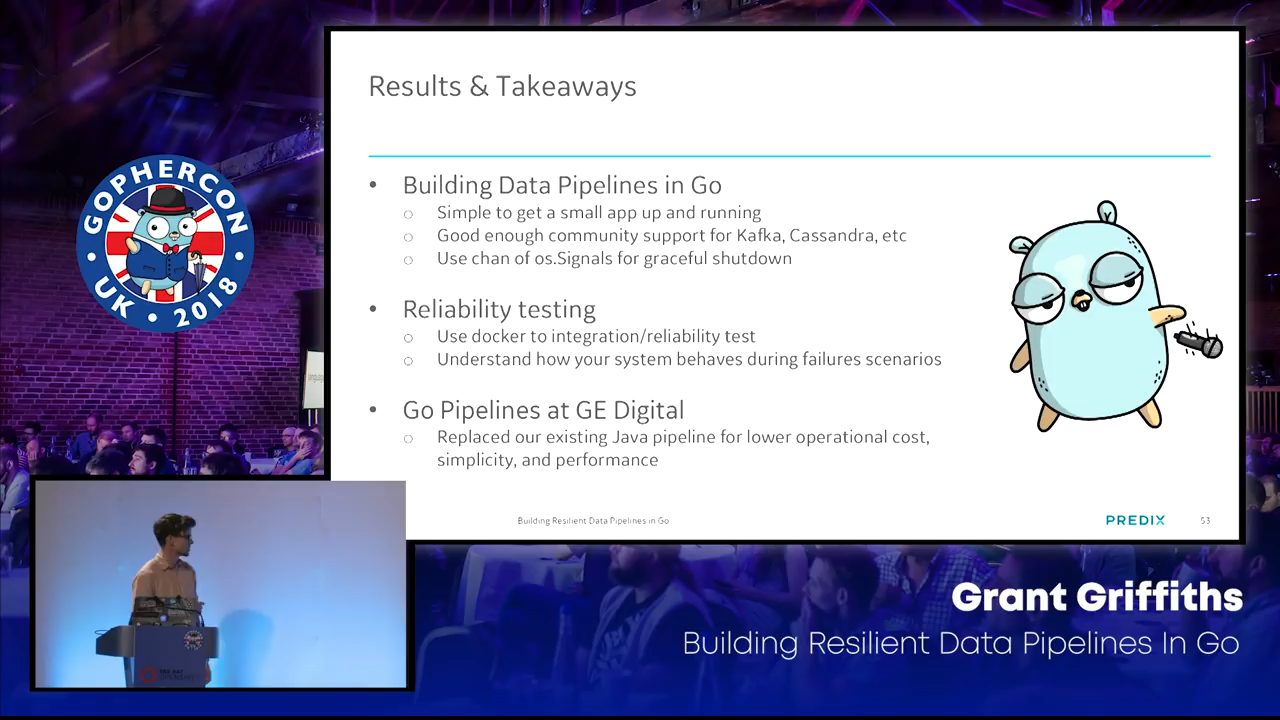 Results & Takeaways
GOPHERCON
UK • 2018
• Building Data Pipelines in Go
○ Simple to get a small app up and running
○ Good enough community support for Kafka, Cassandra, etc
○ Use chan of os.Signals for graceful shutdown
• Reliability testing
○ Use docker to integration/reliability test
○ Understand how your system behaves during failures scenarios
• Go Pipelines at GE Digital
○ Replaced our existing Java pipeline for lower operational cost,
simplicity, and performance
Building Resilient Data Pipelines in Go
PREDIX
53
RED HAT
Grant Griffiths
Building Resilient Data Pipelines In Go